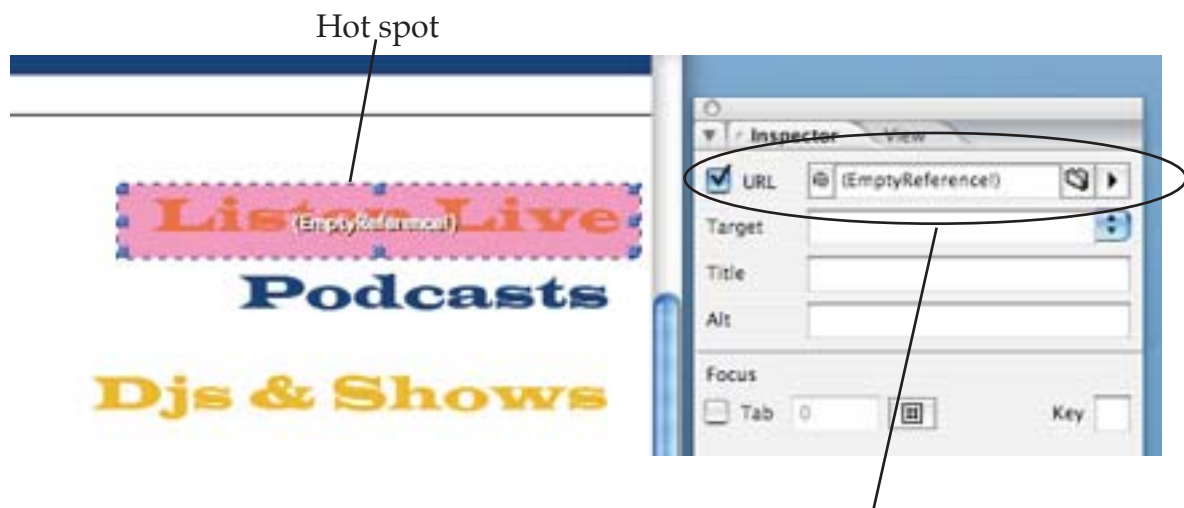 Hot spot
Inspector View
URL (EmptyReference!)
Listen Live
(EmptyReference!)
Target
Podcasts
Title
Alt
Djs & Shows
Focus
Tab 0 Key